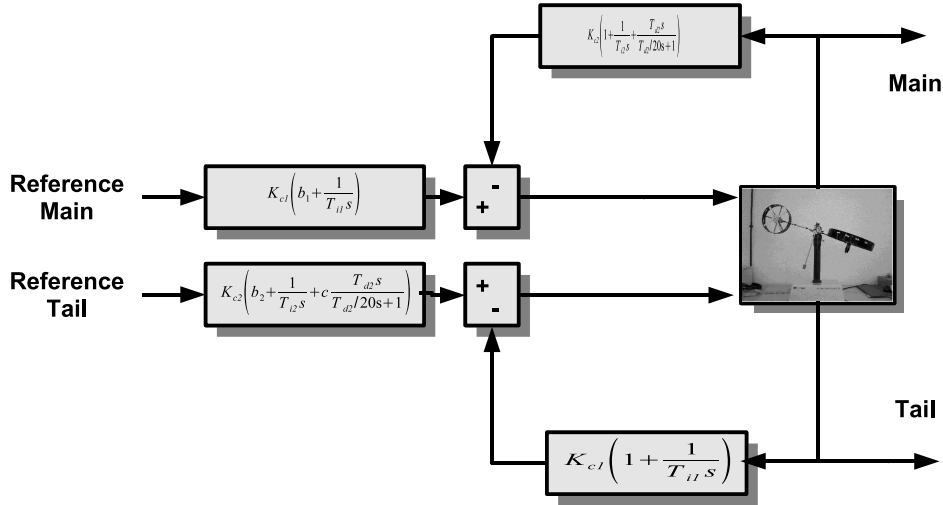 K_{c2}(1+\frac{1}{T_{i2}s}+\frac{T_{d2}s}{T_{d2}/20s+1})
Main
Reference
Main
K_{c1}(b_1+\frac{1}{T_{i1}s})
-
+
Reference
Tail
K_{c2}(b_2+\frac{1}{T_{i2}s}+c\frac{T_{d2}s}{T_{d2}/20s+1})
+
-
Tail
K_{c1}(1+\frac{1}{T_{i1}s})